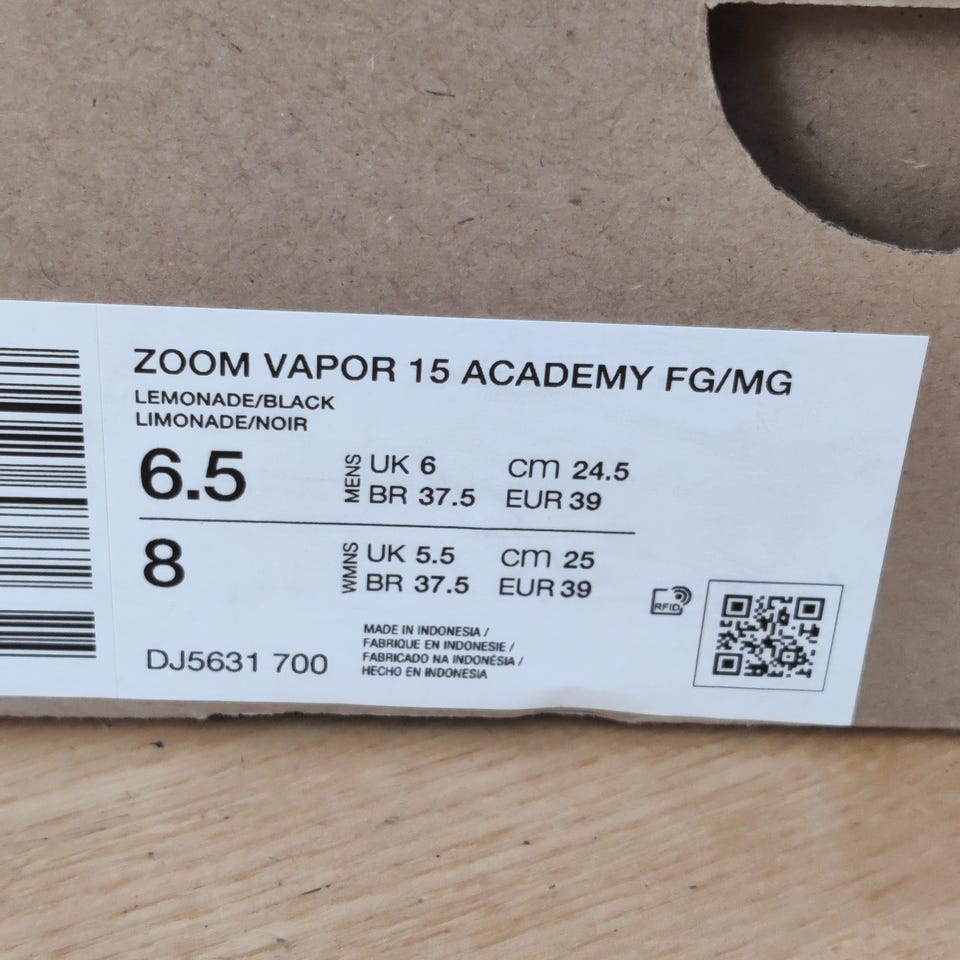 ZOOM VAPOR 15 ACADEMY FG/MG
LEMONADE/BLACK
LIMONADE/NOIR
6.5 MENS UK 6 cm 24.5
BR 37.5 EUR 39
8 WMNS UK 5.5 cm 25
BR 37.5 EUR 39
RFID
DJ5631 700
MADE IN INDONESIA /
FABRIQUE EN INDONESIE /
FABRICADO NA INDONÉSIA /
HECHO EN INDONESIA